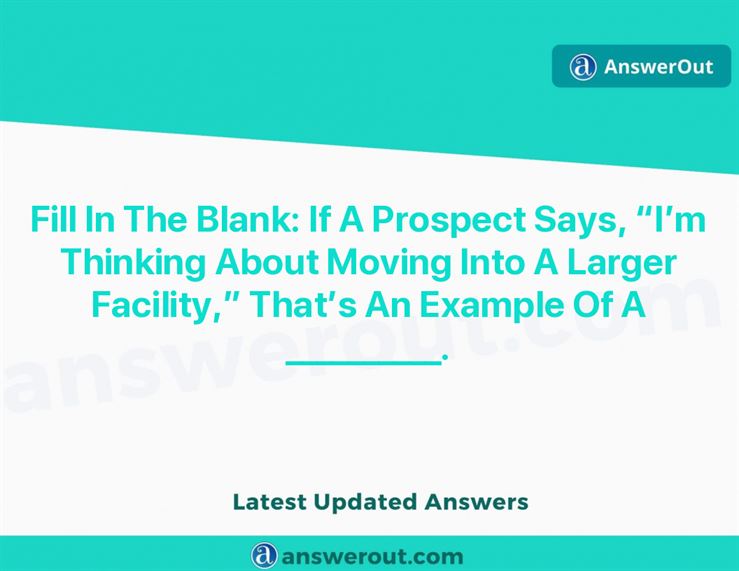 AnswerOut
Fill In The Blank: If A Prospect Says, “I’m
Thinking About Moving Into A Larger
Facility,” That’s An Example Of A
____________.
answerout.com
Latest Updated Answers
answerout.com